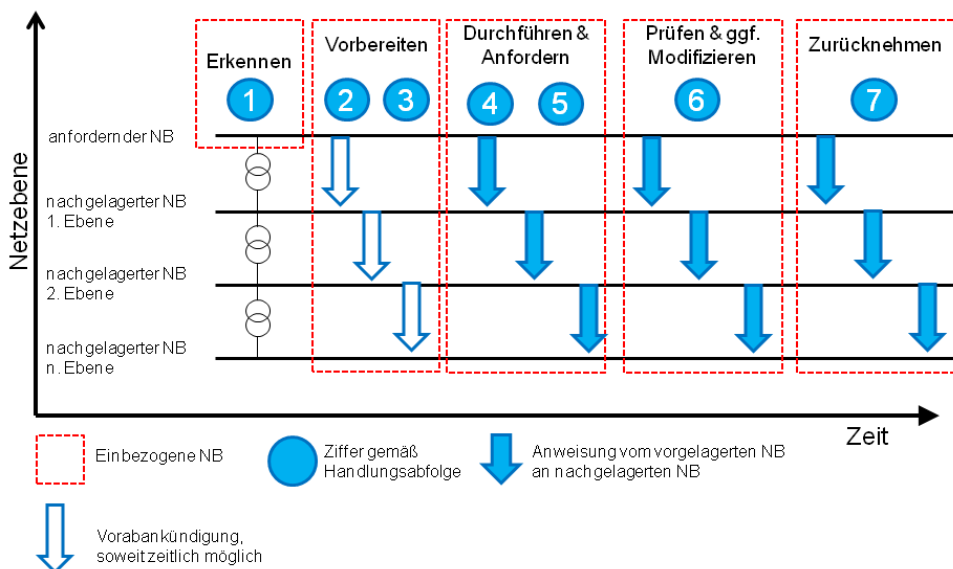 Erkennen
Vorbereiten
Durchführen &
Anfordern
Prüfen & ggf.
Modifizieren
Zurücknehmen
1
2
3
4
5
6
7
Netzebene
anfordern der NB
nachgelagerter NB
1. Ebene
nachgelagerter NB
2. Ebene
nachgelagerter NB
n. Ebene
Zeit
Einbezogene NB
Ziffer gemäß
Handlungsabfolge
Anweisung vom vorgelagerten NB
an nachgelagerten NB
Vorabankündigung,
soweit zeitlich möglich